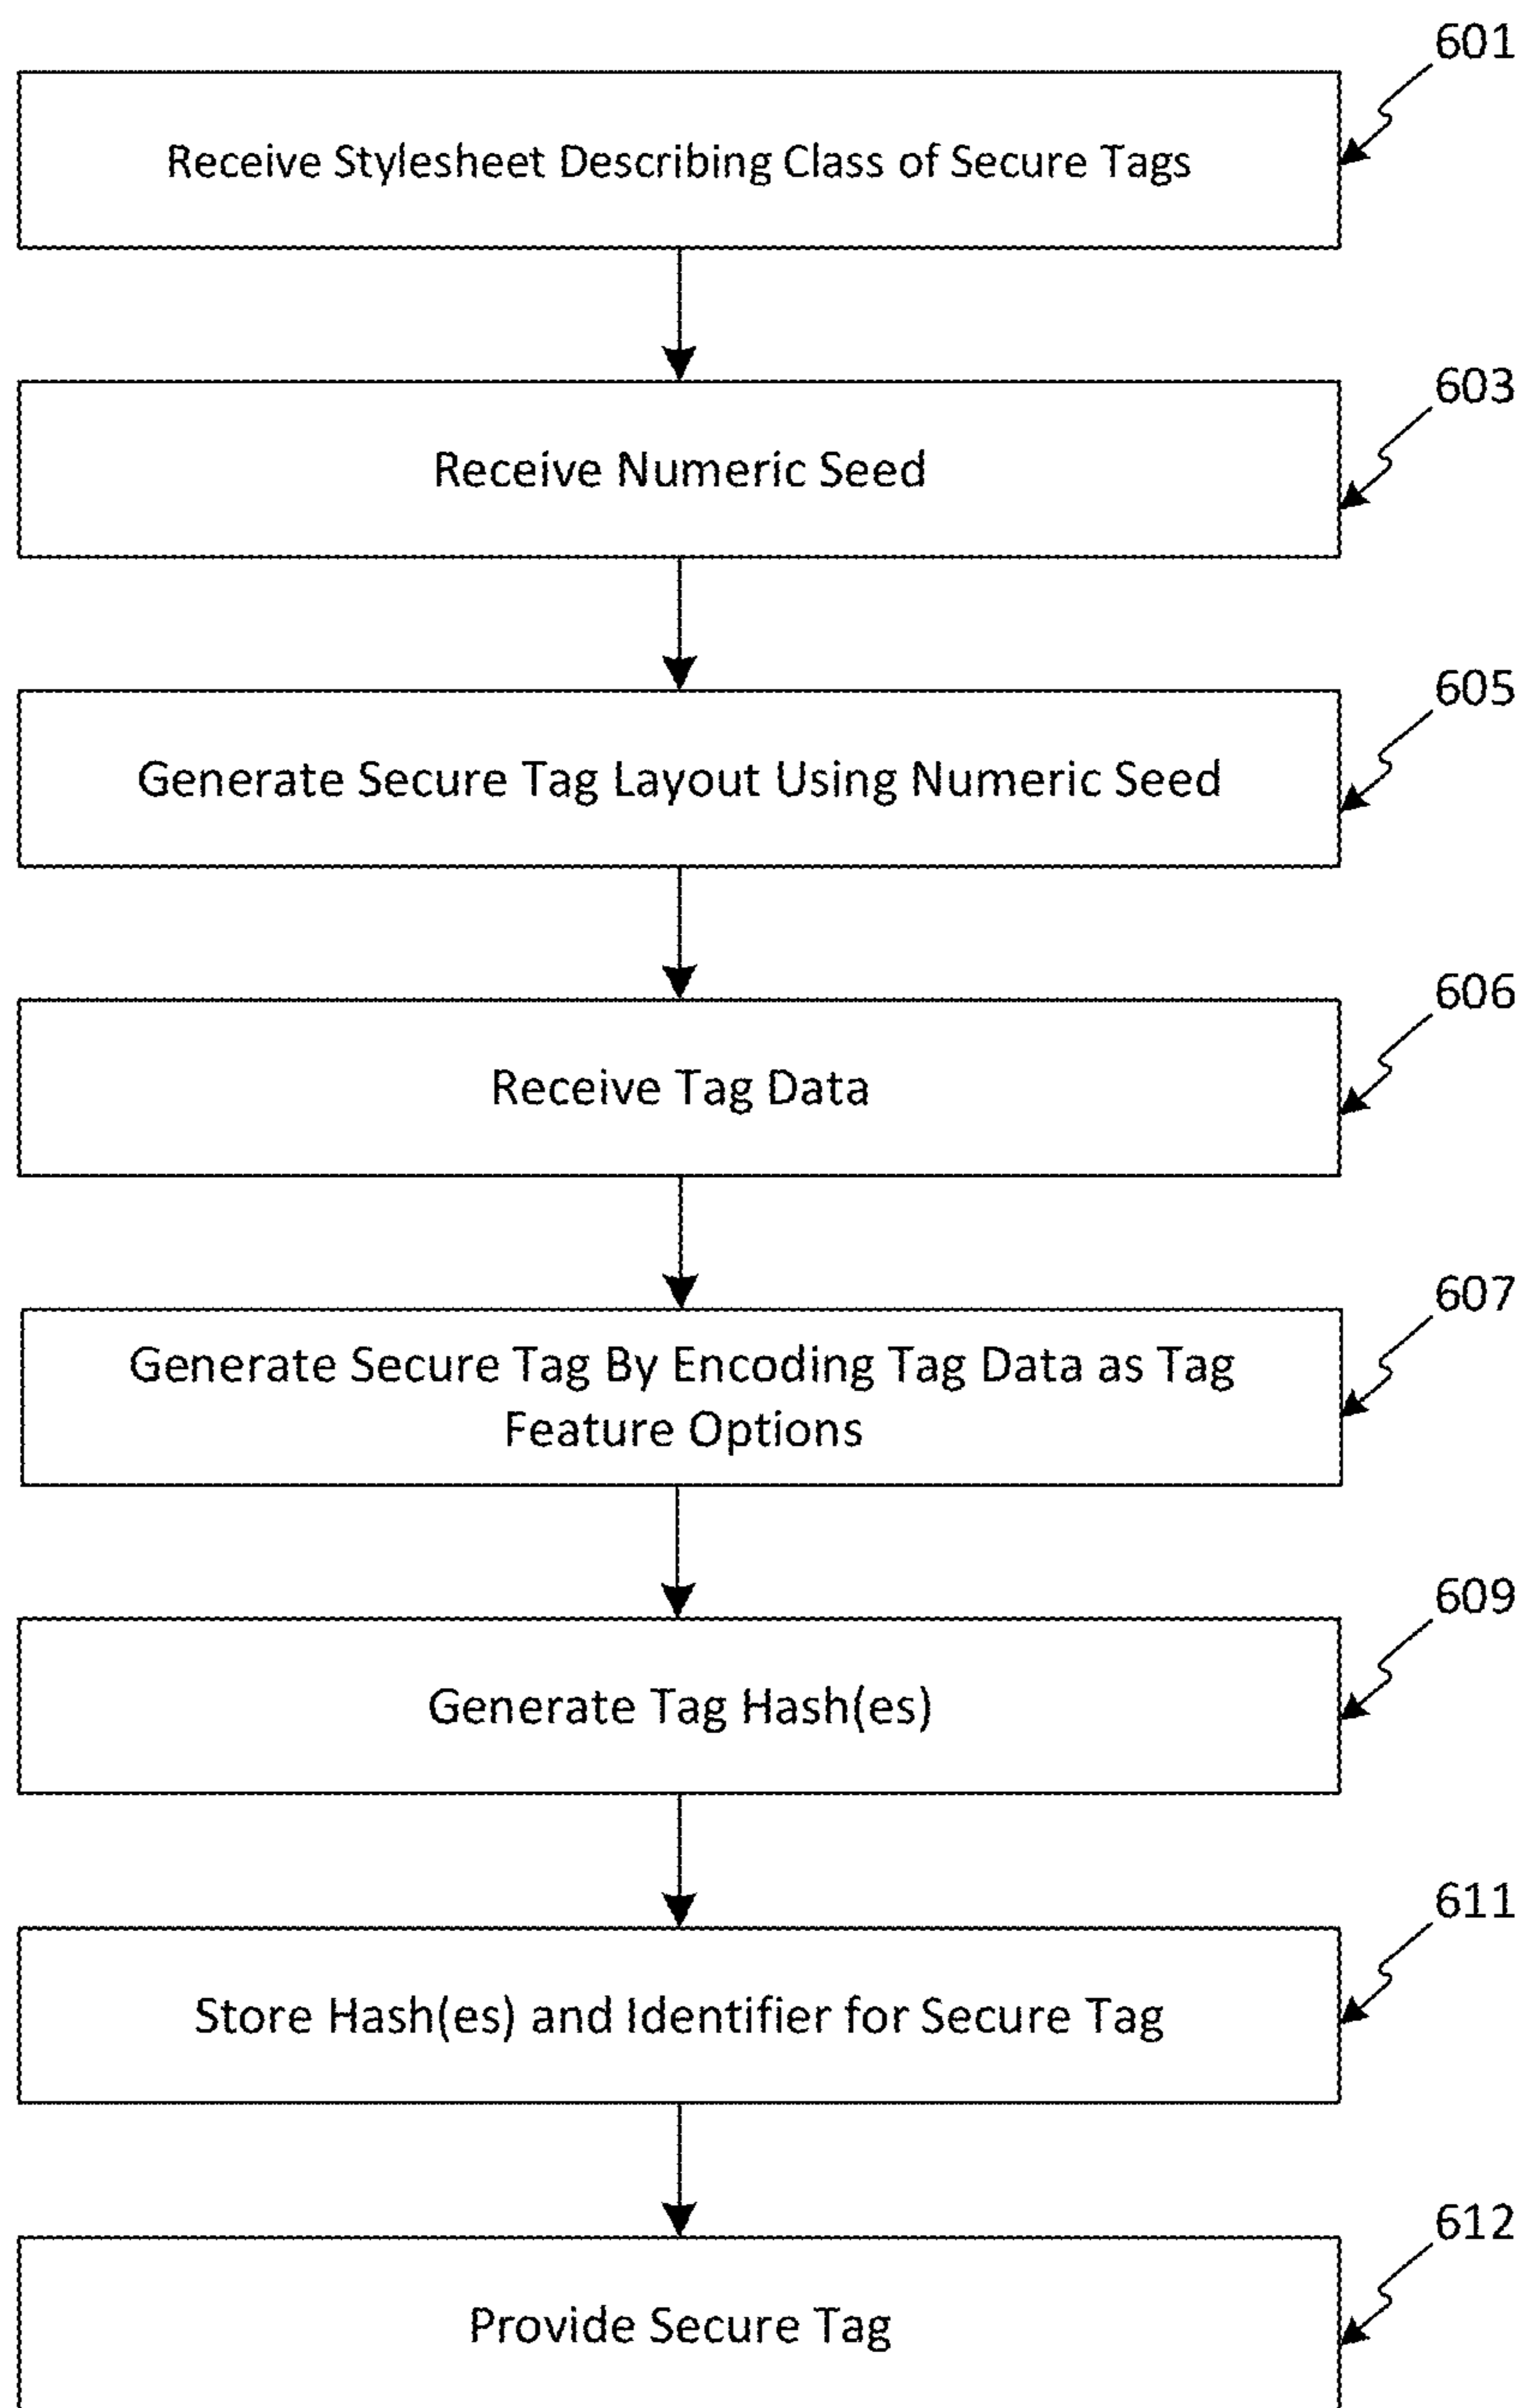 601
Receive Stylesheet Describing Class of Secure Tags
603
Receive Numeric Seed
605
Generate Secure Tag Layout Using Numeric Seed
606
Receive Tag Data
607
Generate Secure Tag By Encoding Tag Data as Tag
Feature Options
609
Generate Tag Hash(es)
611
Store Hash(es) and Identifier for Secure Tag
612
Provide Secure Tag